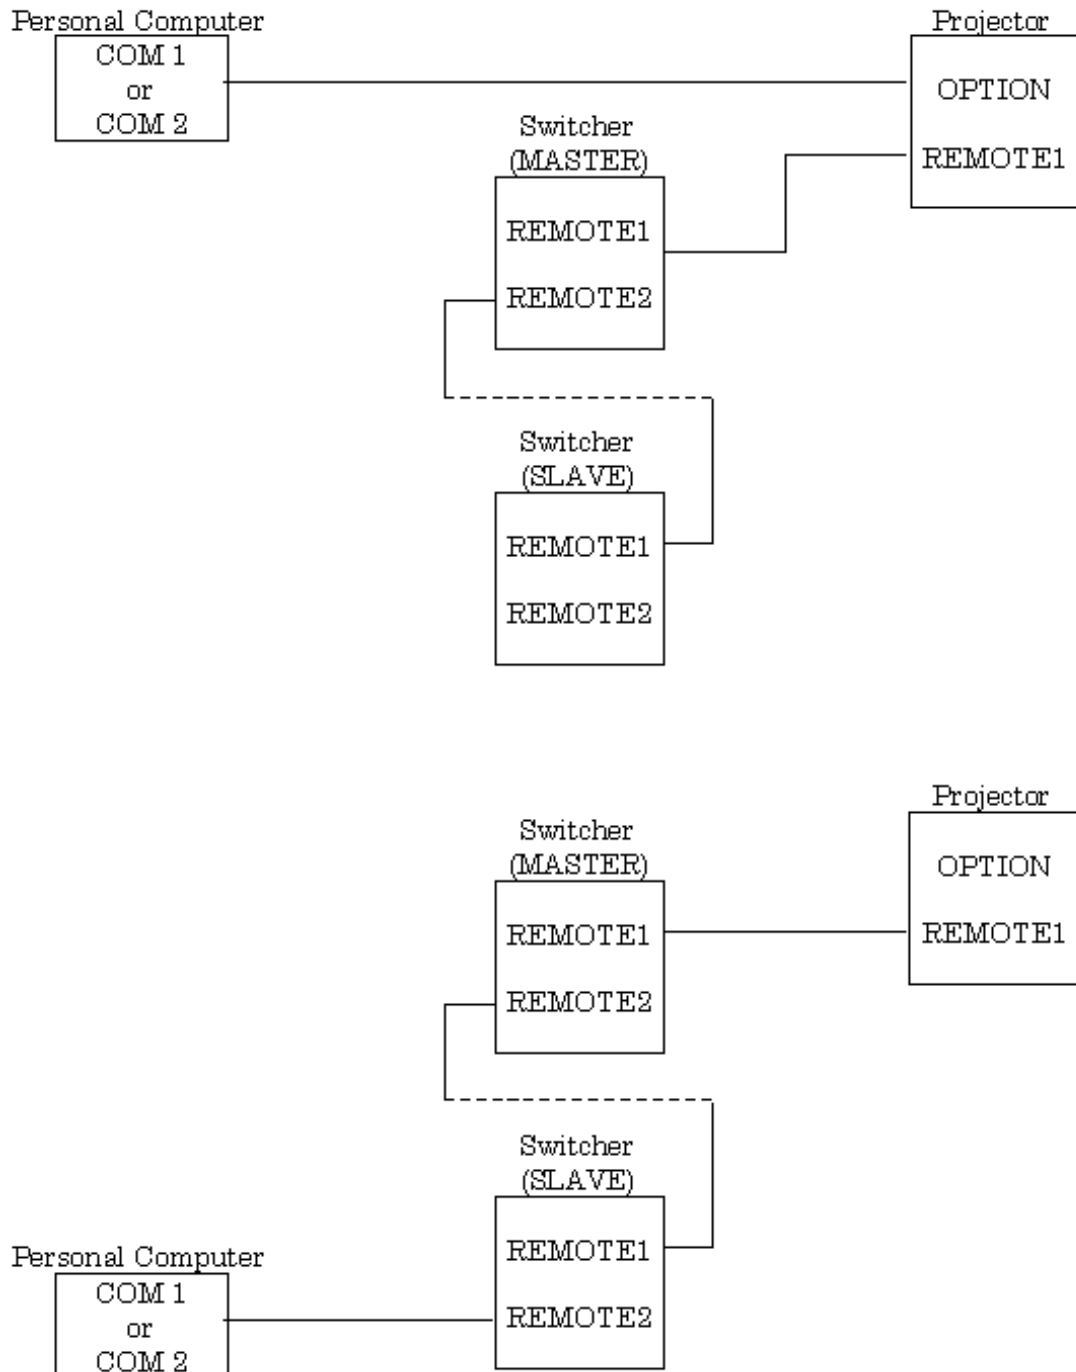 Personal Computer
COM 1
or
COM 2
Projector
OPTION
REMOTE1
Switcher
(MASTER)
REMOTE1
REMOTE2
Switcher
(SLAVE)
REMOTE1
REMOTE2
Projector
OPTION
REMOTE1
Switcher
(MASTER)
REMOTE1
REMOTE2
Switcher
(SLAVE)
REMOTE1
REMOTE2
Personal Computer
COM 1
or
COM 2